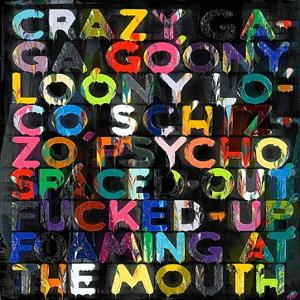 CRAZY, GA-
GA, GOONY,
LOONY, LO-
CO, SCHIZ-
ZO, PSYCHO,
SPACED-OUT,
FUCKED-UP,
FOAMING AT
THE MOUTH